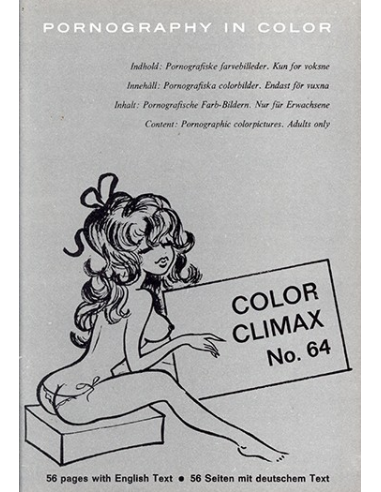 PORNOGRAPHY IN COLOR
Indhold: Pornografiske farvebilleder. Kun for voksne
Innehåll: Pornografiska colorbilder. Endast för vuxna
Inhalt: Pornografische Farb-Bildern. Nur für Erwachsene
Content: Pornographic colorpictures. Adults only
COLOR
CLIMAX
No. 64
56 pages with English Text ● 56 Seiten mit deutschem Text